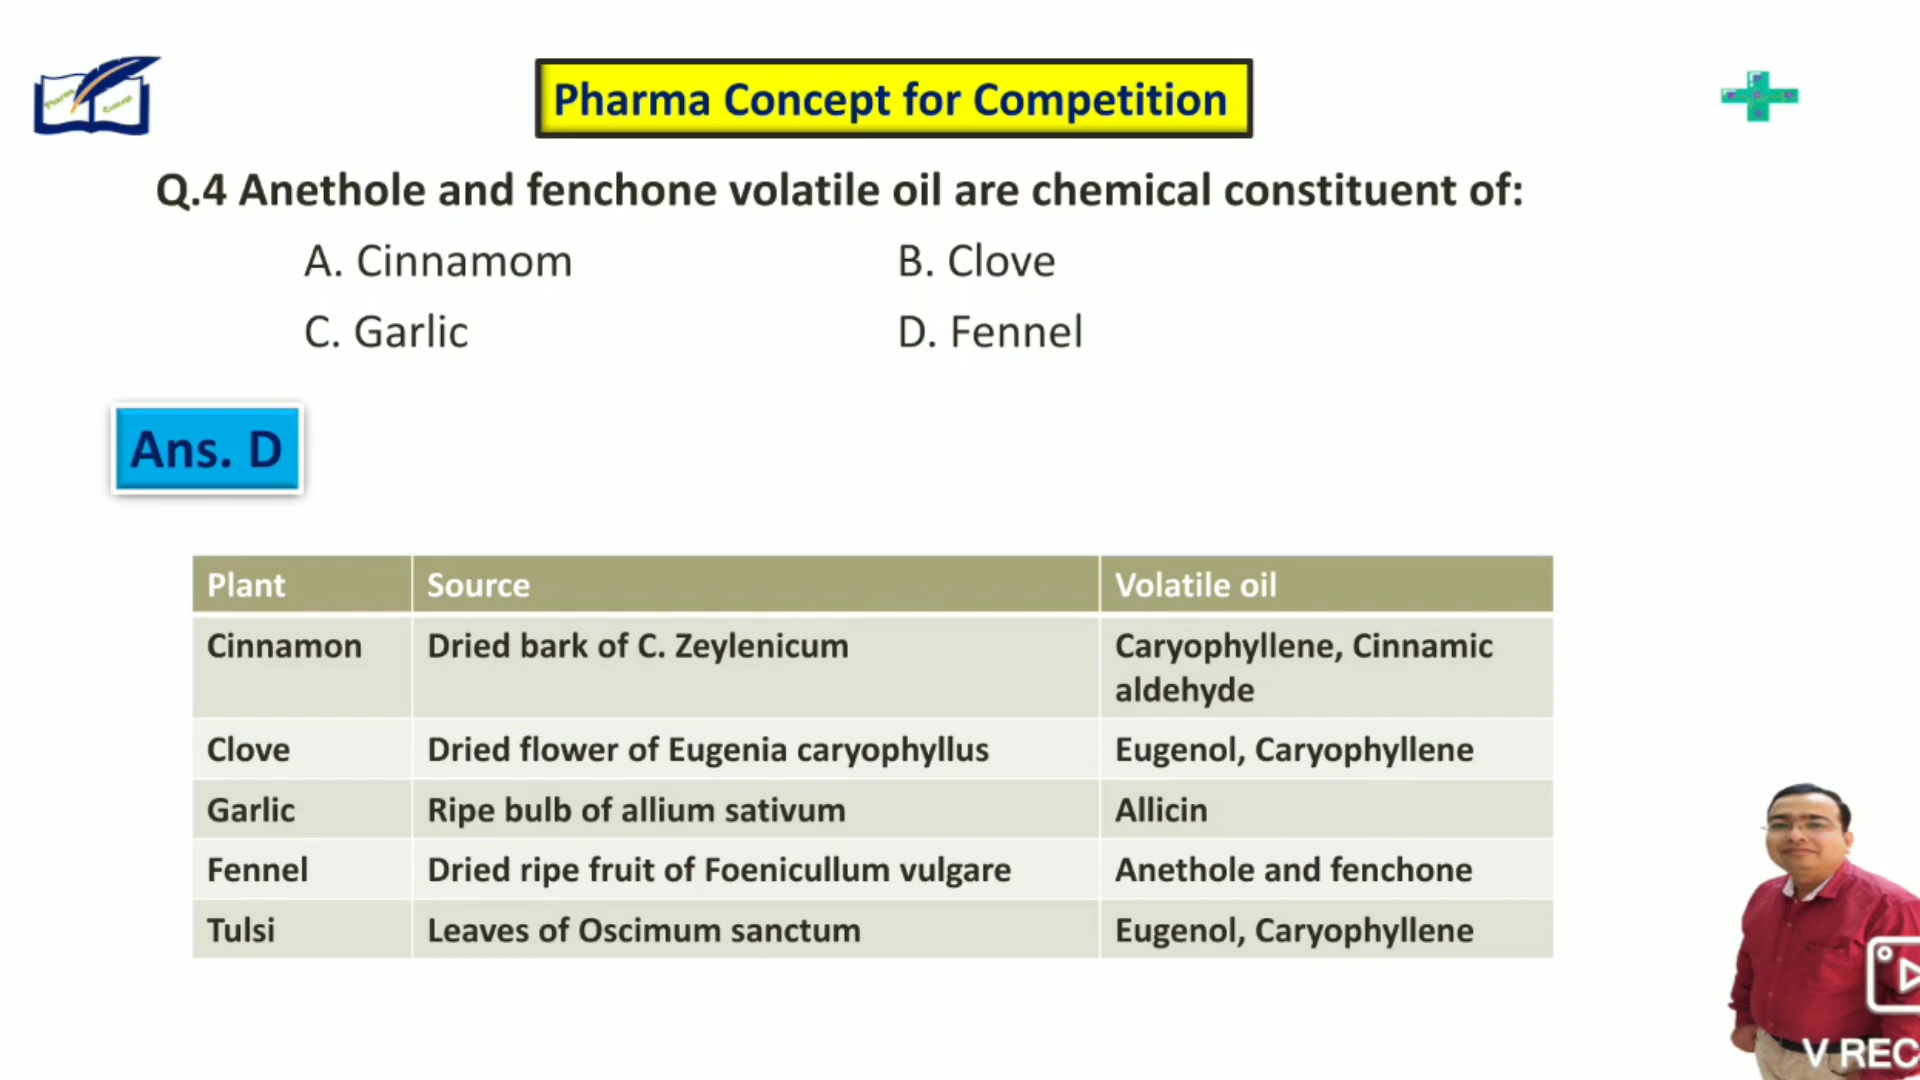 Pharma Concept
Pharma Concept for Competition
Q.4 Anethole and fenchone volatile oil are chemical constituent of:
A. Cinnamom B. Clove
C. Garlic D. Fennel
Ans. D
Plant Source Volatile oil
Cinnamon Dried bark of C. Zeylenicum Caryophyllene, Cinnamic
aldehyde
Clove Dried flower of Eugenia caryophyllus Eugenol, Caryophyllene
Garlic Ripe bulb of allium sativum Allicin
Fennel Dried ripe fruit of Foenicullum vulgare Anethole and fenchone
Tulsi Leaves of Oscimum sanctum Eugenol, Caryophyllene
V REC